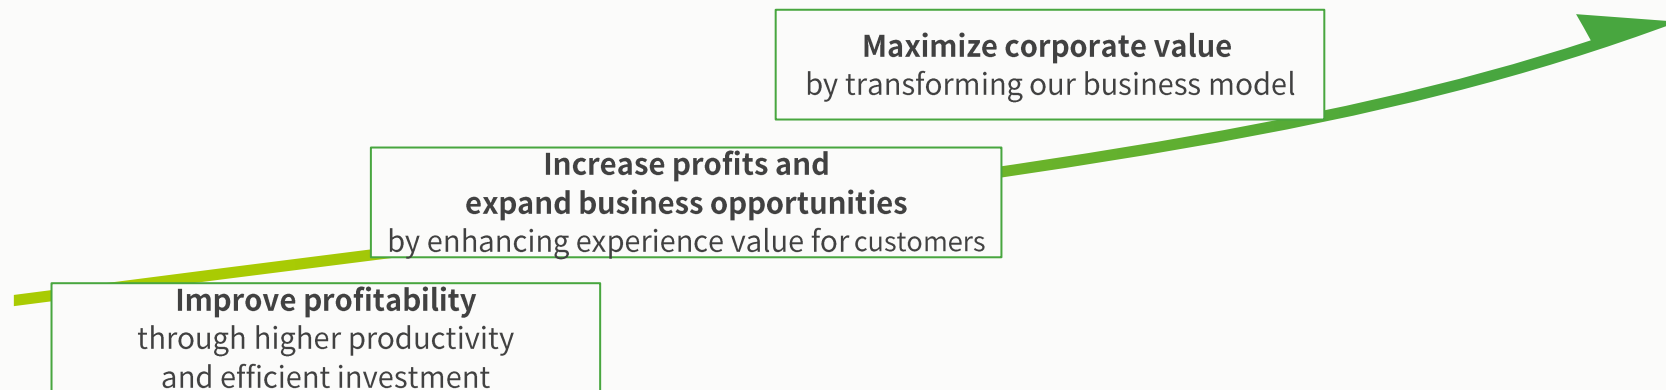 Maximize corporate value
by transforming our business model
Increase profits and
expand business opportunities
by enhancing experience value for customers
Improve profitability
through higher productivity
and efficient investment